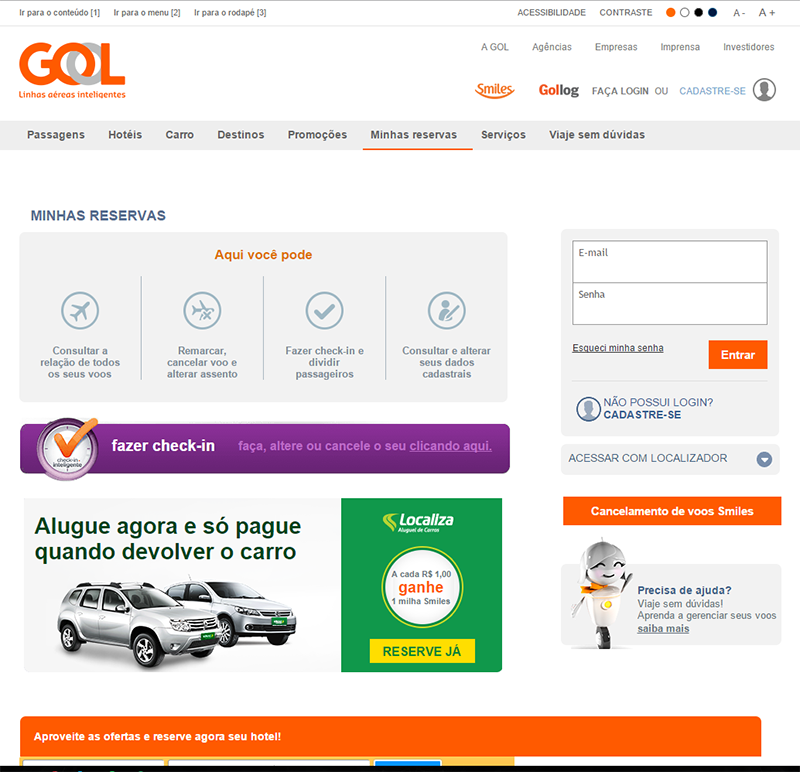 Ir para o conteúdo [1] Ir para o menu [2] Ir para o rodapé [3] ACESSIBILIDADE CONTRASTE A - A +
A GOL Agências Empresas Imprensa Investidores
GOL
Linhas aéreas inteligentes
Smiles Gollog FAÇA LOGIN OU CADASTRE-SE
Passagens Hotéis Carro Destinos Promoções Minhas reservas Serviços Viaje sem dúvidas
MINHAS RESERVAS
Aqui você pode
Consultar a
relação de todos
os seus voos
Remarcar,
cancelar voo e
alterar assento
Fazer check-in e
dividir
passageiros
Consultar e alterar
seus dados
cadastrais
E-mail
Senha
Esqueci minha senha
Entrar
NÃO POSSUI LOGIN?
CADASTRE-SE
check-in
inteligente
fazer check-in faça, altere ou cancele o seu clicando aqui.
ACESSAR COM LOCALIZADOR
Cancelamento de voos Smiles
Alugue agora e só pague
quando devolver o carro
Localiza
Aluguel de Carros
A cada R$ 1,00
ganhe
1 milha Smiles
RESERVE JÁ
Precisa de ajuda?
Viaje sem dúvidas!
Aprenda a gerenciar seus voos
saiba mais
Aproveite as ofertas e reserve agora seu hotel!